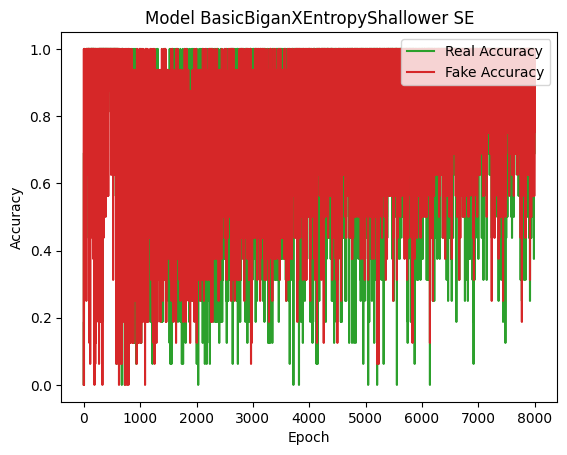 Model BasicBiganXEntropyShallower SE
Real Accuracy
Fake Accuracy
Accuracy
1.0
0.8
0.6
0.4
0.2
0.0
0 1000 2000 3000 4000 5000 6000 7000 8000
Epoch